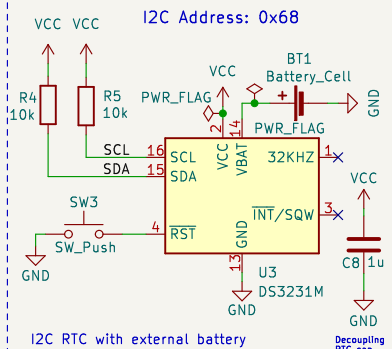 I2C Address: 0x68
VCC VCC
BT1
Battery_Cell
VCC
R4 R5
10k 10k
PWR_FLAG
GND
PWR_FLAG
2 14
SCL 16 SCL VCC VBAT 32KHZ 1
SDA 15 SDA
VCC
SW3
INT/SQW 3
4 RST
SW_Push
GND
GND
13
C8 1u
U3
DS3231M
GND
GND
I2C RTC with external battery
Decoupling
RTC cap